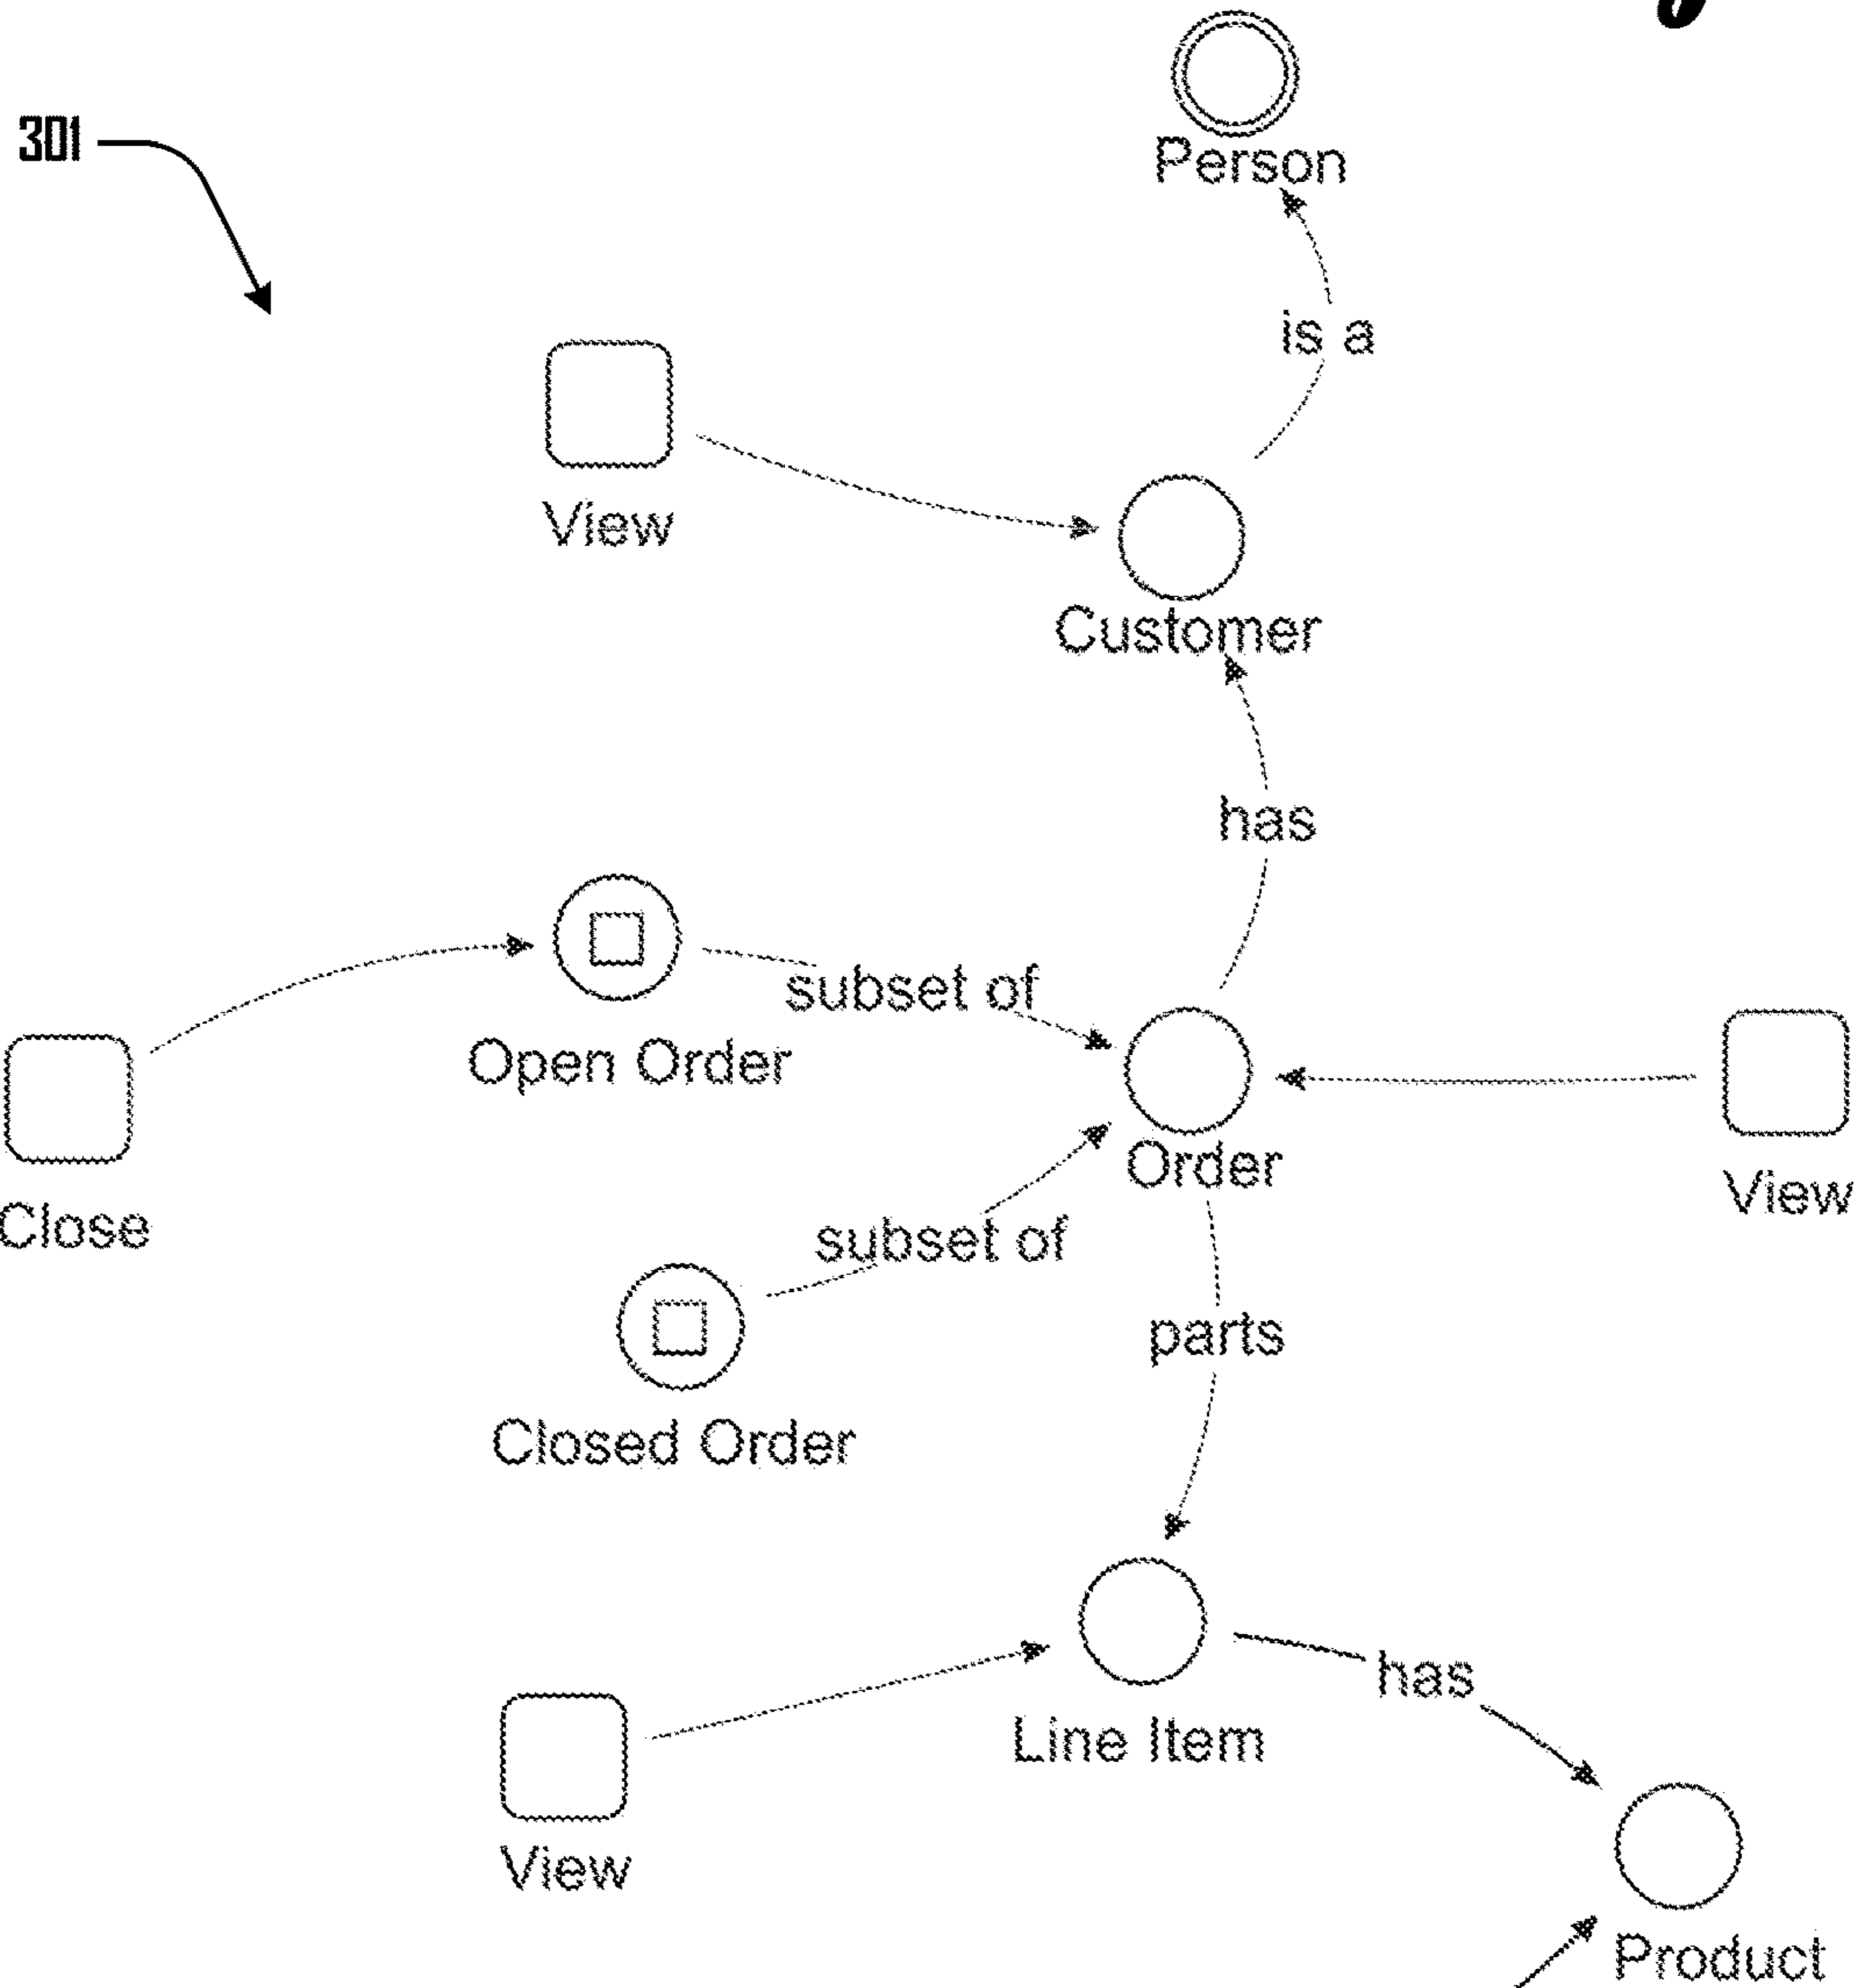 301
Person
is a
View
Customer
has
subset of
Open Order
Order
View
Close
subset of
parts
Closed Order
has
Line Item
View
Product